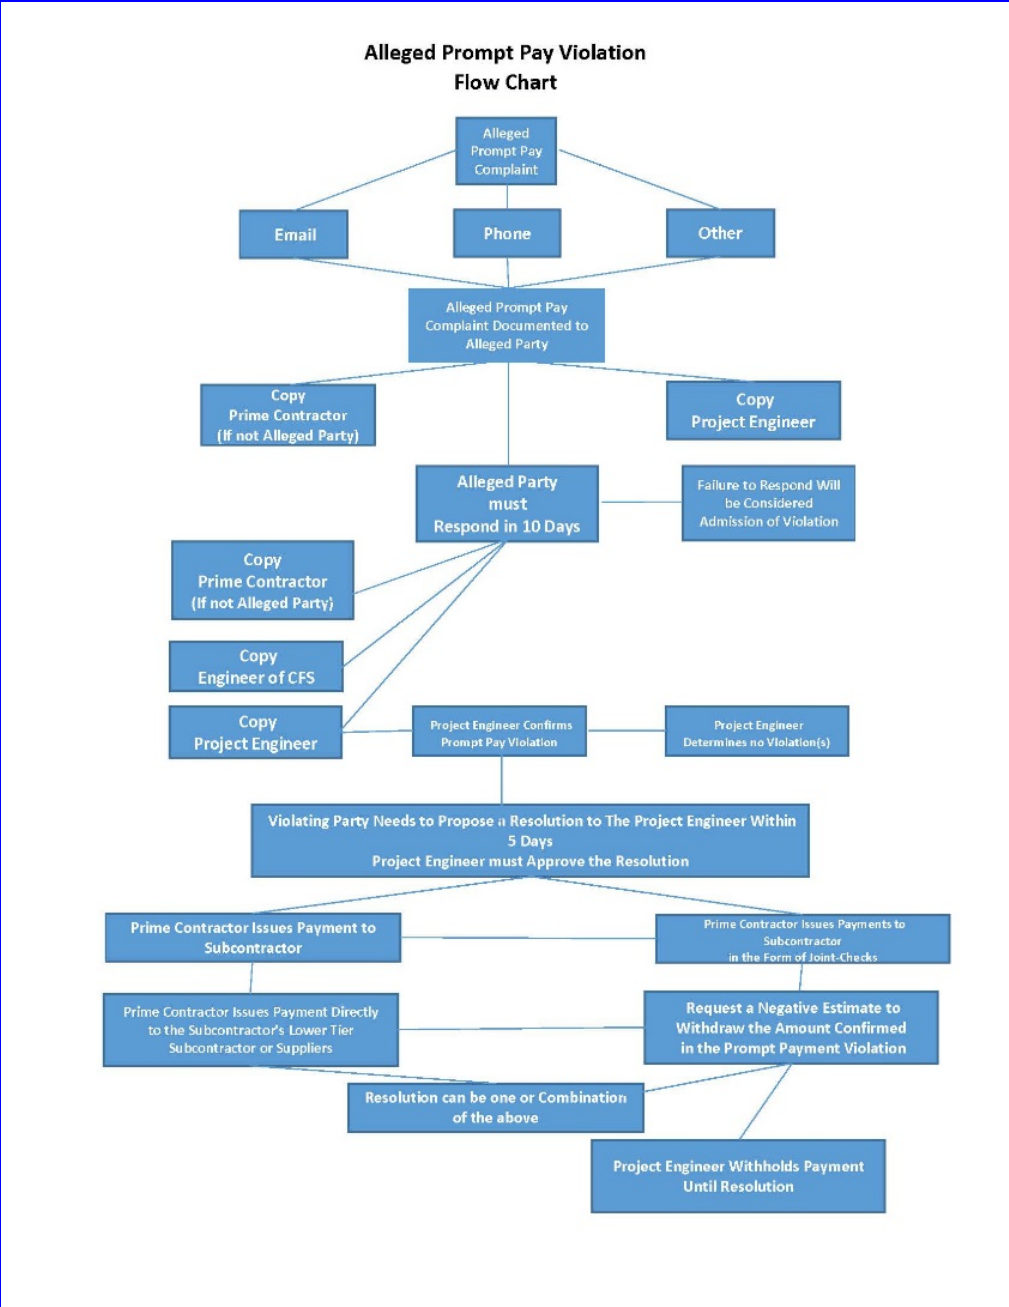 Alleged Prompt Pay Violation
Flow Chart
Alleged
Prompt Pay
Complaint
Email
Phone
Other
Alleged Prompt Pay
Complaint Documented to
Alleged Party
Copy
Prime Contractor
(If not Alleged Party)
Copy
Project Engineer
Alleged Party
must
Respond in 10 Days
Failure to Respond Will
be Considered
Admission of Violation
Copy
Prime Contractor
(If not Alleged Party)
Copy
Engineer of CFS
Copy
Project Engineer
Project Engineer Confirms
Prompt Pay Violation
Project Engineer
Determines no Violation(s)
Violating Party Needs to Propose a Resolution to The Project Engineer Within
5 Days
Project Engineer must Approve the Resolution
Prime Contractor Issues Payment to
Subcontractor
Prime Contractor Issues Payments to
Subcontractor
in the Form of Joint-Checks
Prime Contractor Issues Payment Directly
to the Subcontractor's Lower Tier
Subcontractor or Suppliers
Request a Negative Estimate to
Withdraw the Amount Confirmed
in the Prompt Payment Violation
Resolution can be one or Combination
of the above
Project Engineer Withholds Payment
Until Resolution